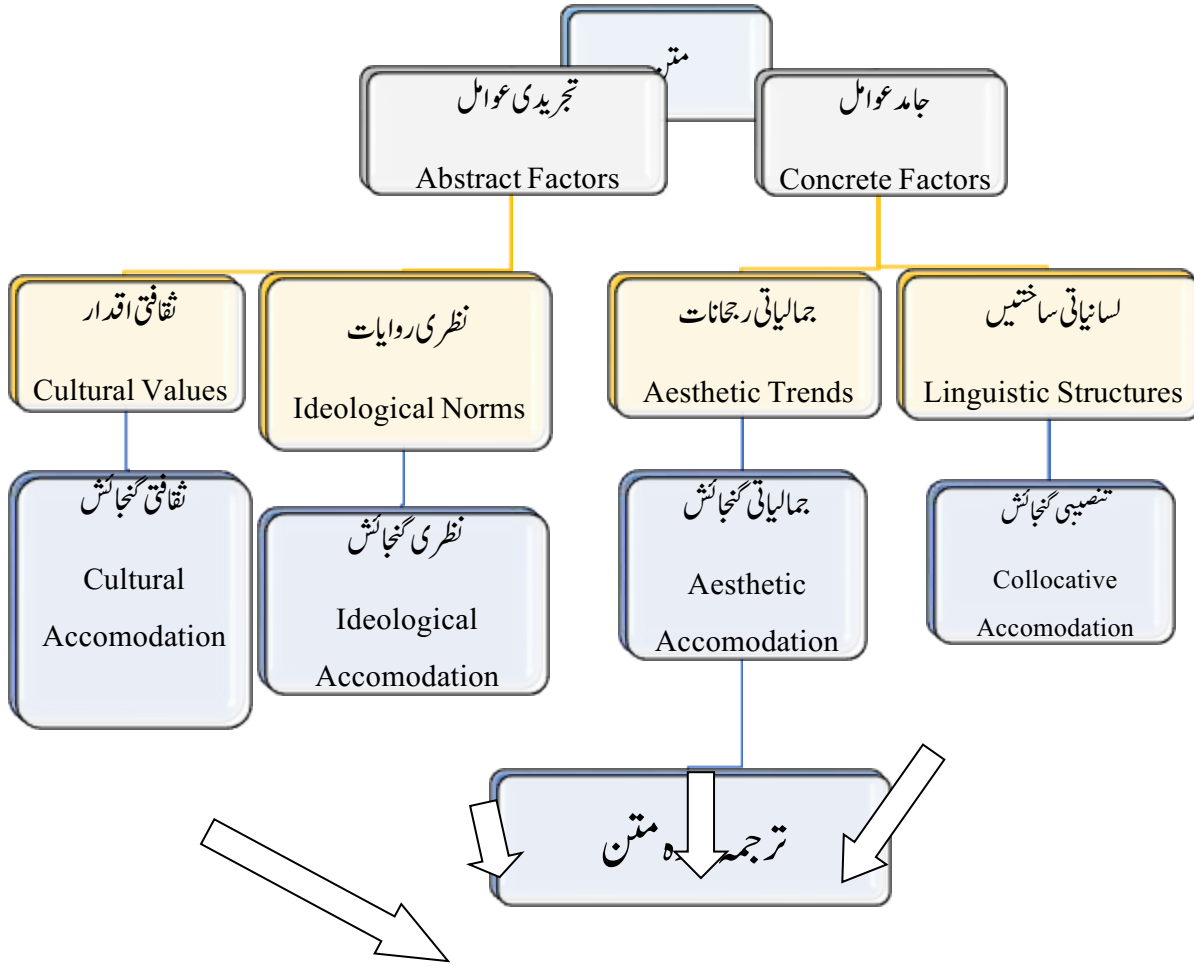 متن
تجریدی عوامل
Abstract Factors
جامد عوامل
Concrete Factors
ثقافتی اقدار
Cultural Values
نظری روایات
Ideological Norms
جمالیاتی رجحانات
Aesthetic Trends
لسانیاتی ساختیں
Linguistic Structures
ثقافتی گنجائش
Cultural
Accomodation
نظری گنجائش
Ideological
Accomodation
جمالیاتی گنجائش
Aesthetic
Accomodation
تنصیبی گنجائش
Collocative
Accomodation
متن